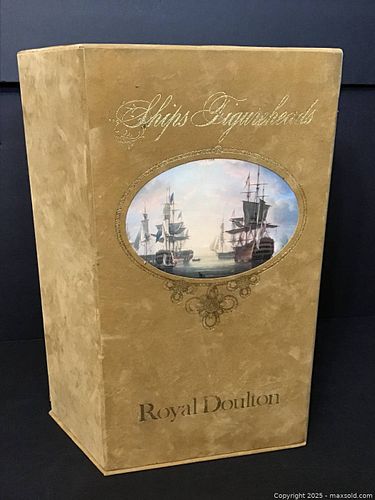 Ships Figureheads
Royal Doulton
Copyright 2025 - maxsold.com